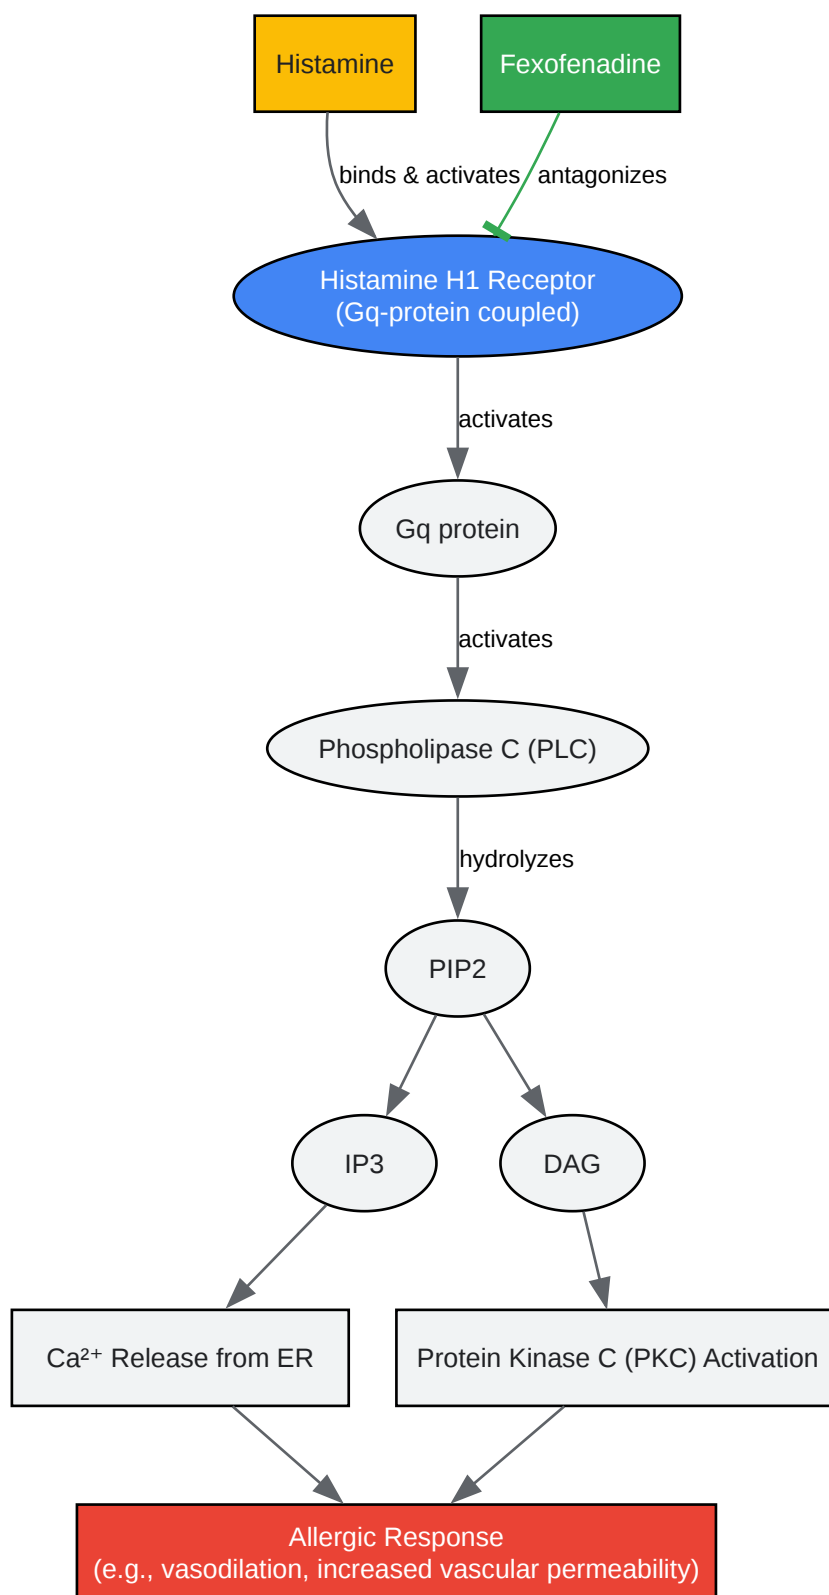 Histamine
Fexofenadine
binds & activates
antagonizes
Histamine H1 Receptor
(Gq-protein coupled)
activates
Gq protein
activates
Phospholipase C (PLC)
hydrolyzes
PIP2
IP3
DAG
Ca²⁺ Release from ER
Protein Kinase C (PKC) Activation
Allergic Response
(e.g., vasodilation, increased vascular permeability)